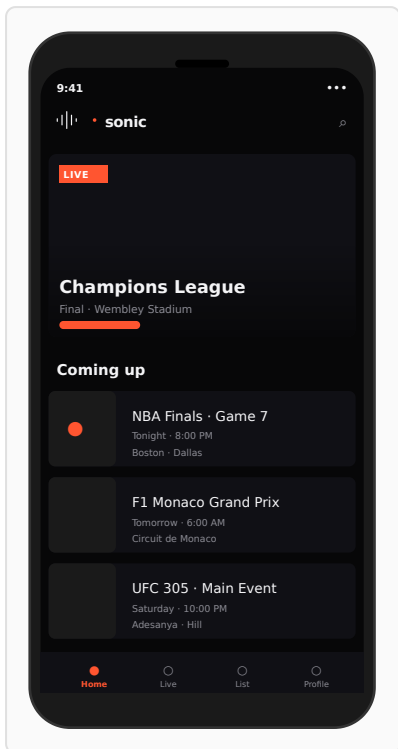 9:41
sonic
LIVE
Champions League
Final · Wembley Stadium
Coming up
NBA Finals · Game 7
Tonight · 8:00 PM
Boston · Dallas
F1 Monaco Grand Prix
Tomorrow · 6:00 AM
Circuit de Monaco
UFC 305 · Main Event
Saturday · 10:00 PM
Adesanya · Hill
Home Live List Profile